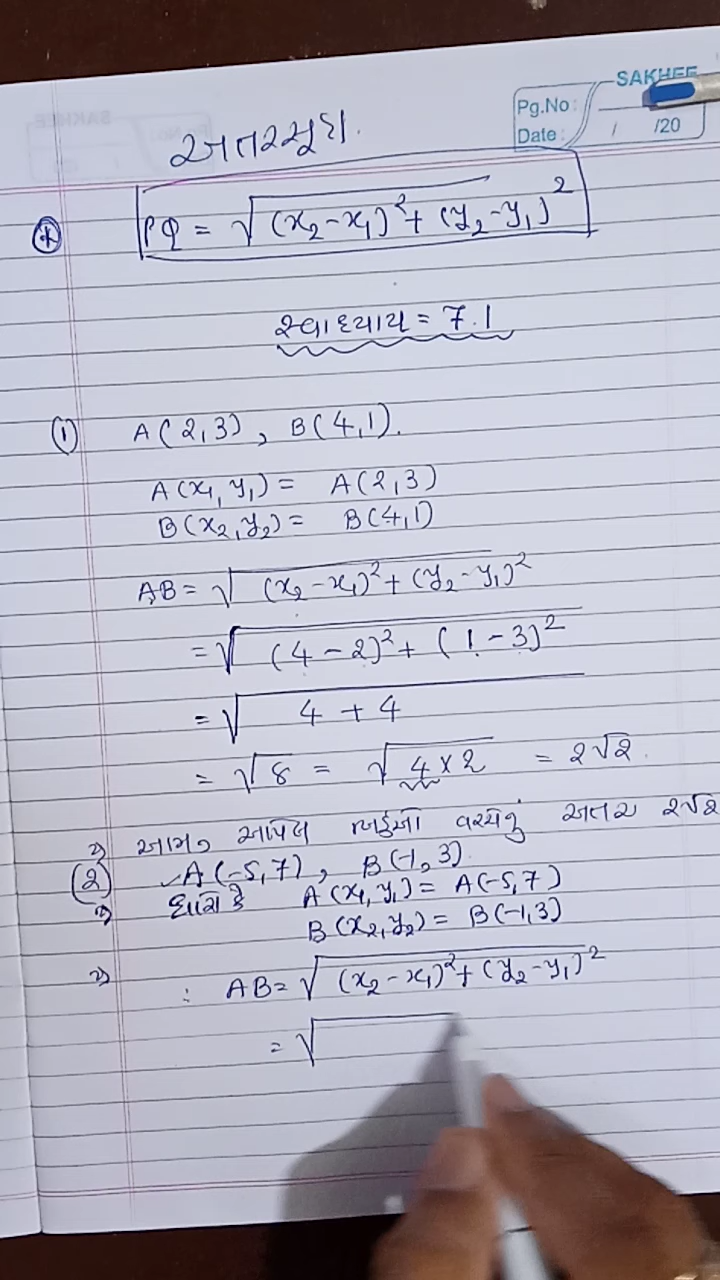 SAKHEE
Pg.No:
Date: / /20
અંતરસૂત્ર.
PQ = √(x₂-x₁)²+(y₂-y₁)²
સ્વાધ્યાય = 7.1
① A(2,3), B(4,1).
A(x₁,y₁) = A(2,3)
B(x₂,y₂) = B(4,1)
AB = √(x₂-x₁)²+(y₂-y₁)²
= √(4-2)²+(1-3)²
= √4+4
= √8 = √4×2 = 2√2.
આમ, આપેલ વચ્ચેનું અંતર 2√2
② A(-5,7), B(-1,3)
ધારો કે A(x₁,y₁) = A(-5,7)
B(x₂,y₂) = B(-1,3)
: AB = √(x₂-x₁)²+(y₂-y₁)²
= √